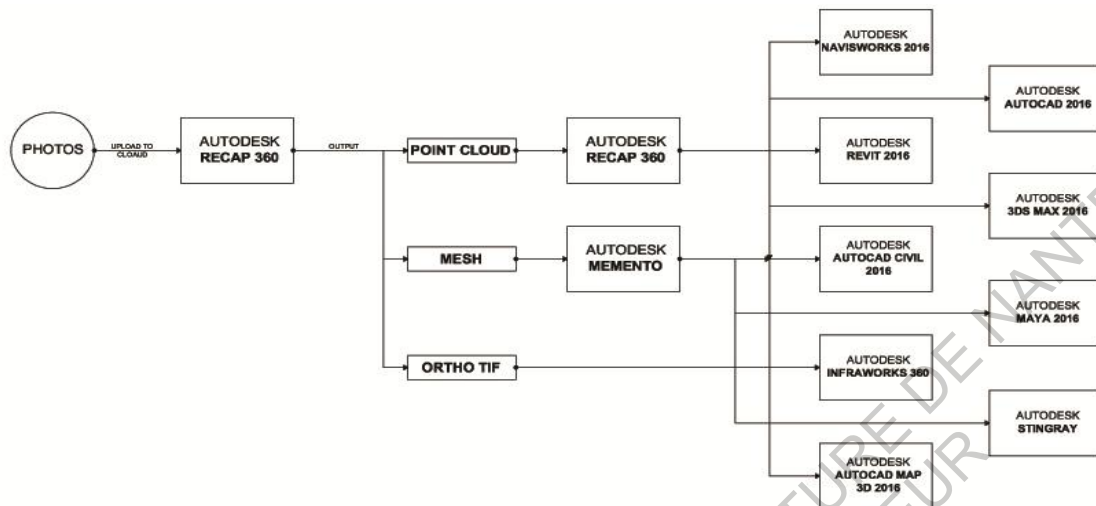 PHOTOS
UPLOAD TO
CLOAUD
AUTODESK
RECAP 360
OUTPUT
POINT CLOUD
MESH
ORTHO TIF
AUTODESK
RECAP 360
AUTODESK
MEMENTO
AUTODESK
NAVISWORKS 2016
AUTODESK
REVIT 2016
AUTODESK
AUTOCAD CIVIL
2016
AUTODESK
INFRAWORKS 360
AUTODESK
AUTOCAD MAP
3D 2016
AUTODESK
AUTOCAD 2016
AUTODESK
3DS MAX 2016
AUTODESK
MAYA 2016
AUTODESK
STINGRAY
DE